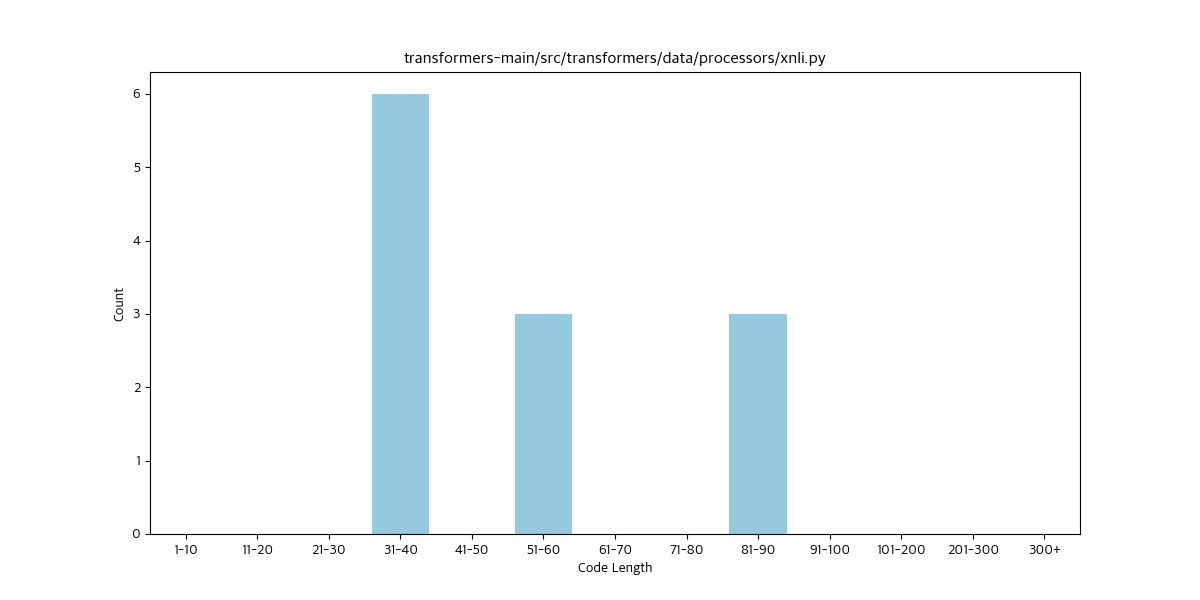 transformers-main/src/transformers/data/processors/xnli.py
6
5
4
3
2
1
0
Count
1-10 11-20 21-30 31-40 41-50 51-60 61-70 71-80 81-90 91-100 101-200 201-300 300+
Code Length